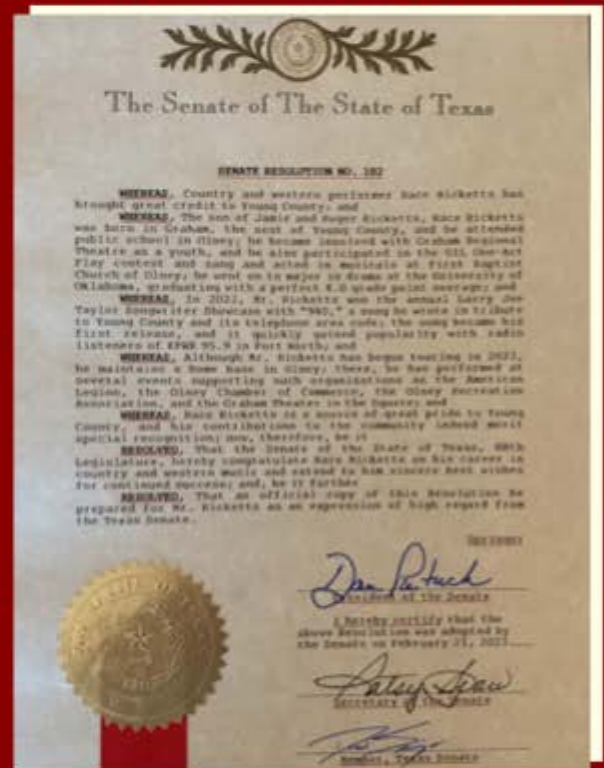 The Senate of The State of Texas
SENATE RESOLUTION NO. 182
WHEREAS, Country and western performer Race Ricketts has
brought great credit to Young County; and
WHEREAS, The son of Jamie and Roger Ricketts, Race Ricketts
was born in Graham, the seat of Young County, and he attended
public school in Olney; he became involved with Graham Regional
Theatre as a youth, and he also participated in the UIL One-Act
Play contest and sang and acted in musicals at First Baptist
Church of Olney; he went on to major in drama at the University of
Oklahoma, graduating with a perfect 4.0 grade point average; and
WHEREAS, In 2022, Mr. Ricketts won the annual Larry Joe
Taylor Songwriter Showcase with "940," a song he wrote in tribute
to Young County and its telephone area code; the song became his
first release, and it quickly gained popularity with radio
listeners of KFWR 95.9 in Fort Worth; and
WHEREAS, Although Mr. Ricketts has begun touring in 2023,
he maintains a home base in Olney; there, he has performed at
several events supporting such organizations as the American
Legion, the Olney Chamber of Commerce, the Olney Recreation
Association, and the Graham Theatre in the Square; and
WHEREAS, Race Ricketts is a source of great pride to Young
County, and his contributions to the community indeed merit
special recognition; now, therefore, be it
RESOLVED, That the Senate of the State of Texas, 88th
Legislature, hereby congratulate Race Ricketts on his career in
country and western music and extend to him sincere best wishes
for continued success; and, be it further
RESOLVED, That an official copy of this Resolution be
prepared for Mr. Ricketts as an expression of high regard from
the Texas Senate.
Springer
Dan Patrick
President of the Senate
I hereby certify that the
above Resolution was adopted by
the Senate on February 21, 2023.
Patsy Spaw
Secretary of the Senate
Member, Texas Senate